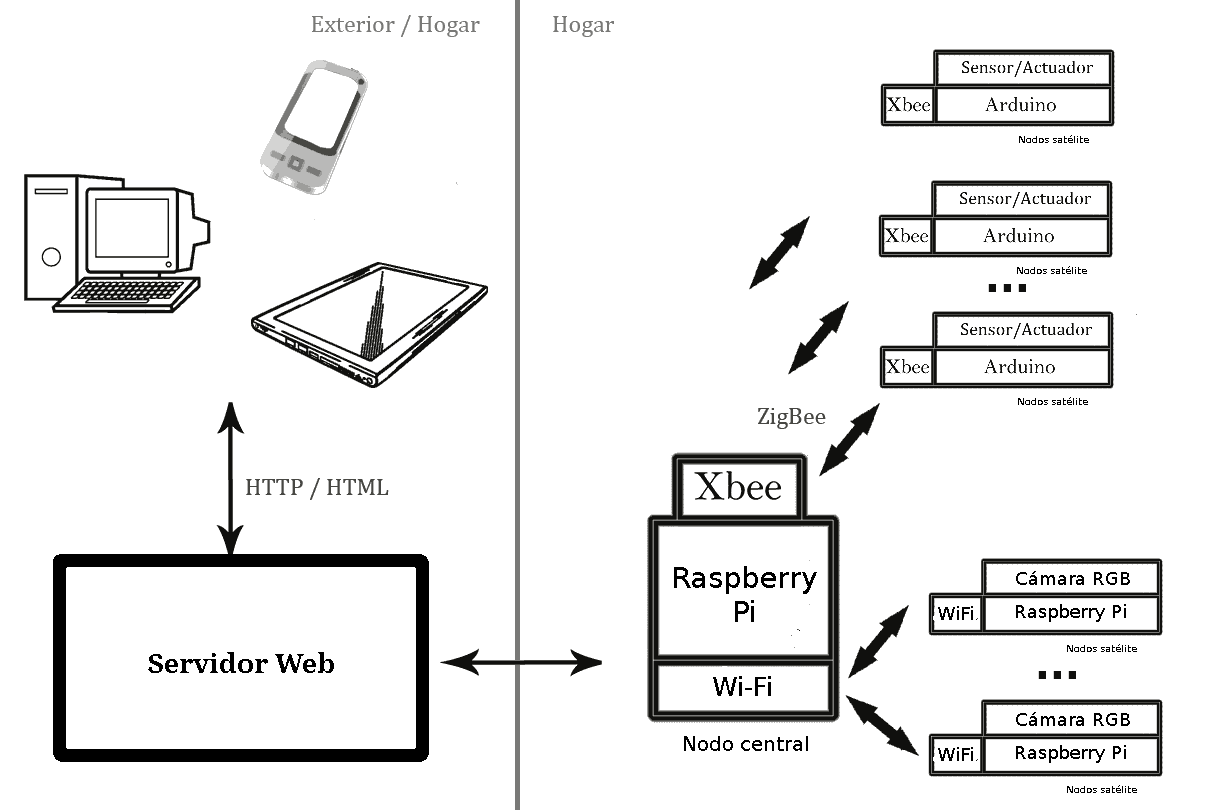 Exterior / Hogar
Hogar
Sensor/Actuador
Xbee
Arduino
Nodos satélite
Sensor/Actuador
Xbee
Arduino
Nodos satélite
Sensor/Actuador
Xbee
Arduino
Nodos satélite
ZigBee
HTTP / HTML
Xbee
Raspberry
Pi
Wi-Fi
Nodo central
Servidor Web
Cámara RGB
WiFi
Raspberry Pi
Nodos satélite
Cámara RGB
WiFi
Raspberry Pi
Nodos satélite